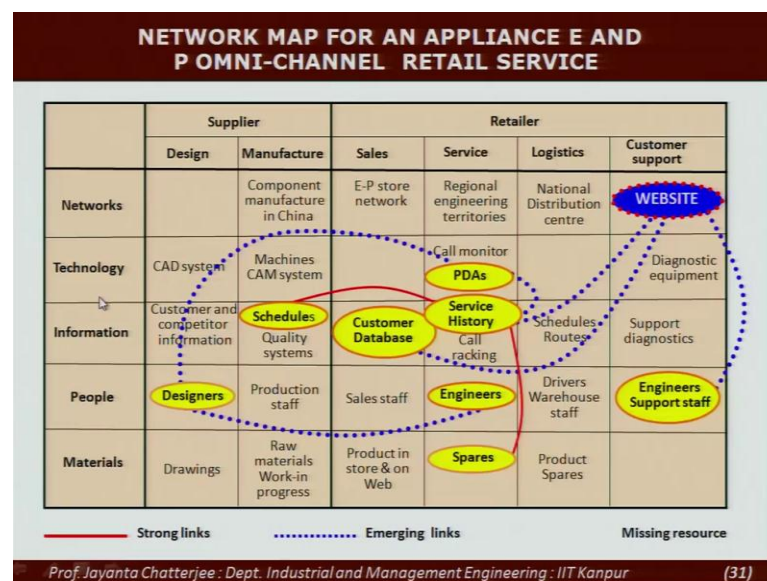 NETWORK MAP FOR AN APPLIANCE E AND
P OMNI-CHANNEL RETAIL SERVICE
Supplier
Retailer
Design
Manufacture
Sales
Service
Logistics
Customer
support
Networks
Component
manufacture
in China
E-P store
network
Regional
engineering
territories
National
Distribution
centre
WEBSITE
Technology
CAD system
Machines
CAM system
Call monitor
PDAs
Diagnostic
equipment
Information
Customer and
competitor
information
Schedules
Quality
systems
Customer
Database
Service
History
Call
racking
Schedules
Routes
Support
diagnostics
People
Designers
Production
staff
Sales staff
Engineers
Drivers
Warehouse
staff
Engineers
Support staff
Materials
Drawings
Raw
materials
Work-in
progress
Product in
store & on
Web
Spares
Product
Spares
Strong links
Emerging links
Missing resource
Prof. Jayanta Chatterjee : Dept. Industrial and Management Engineering : IIT Kanpur
(31)